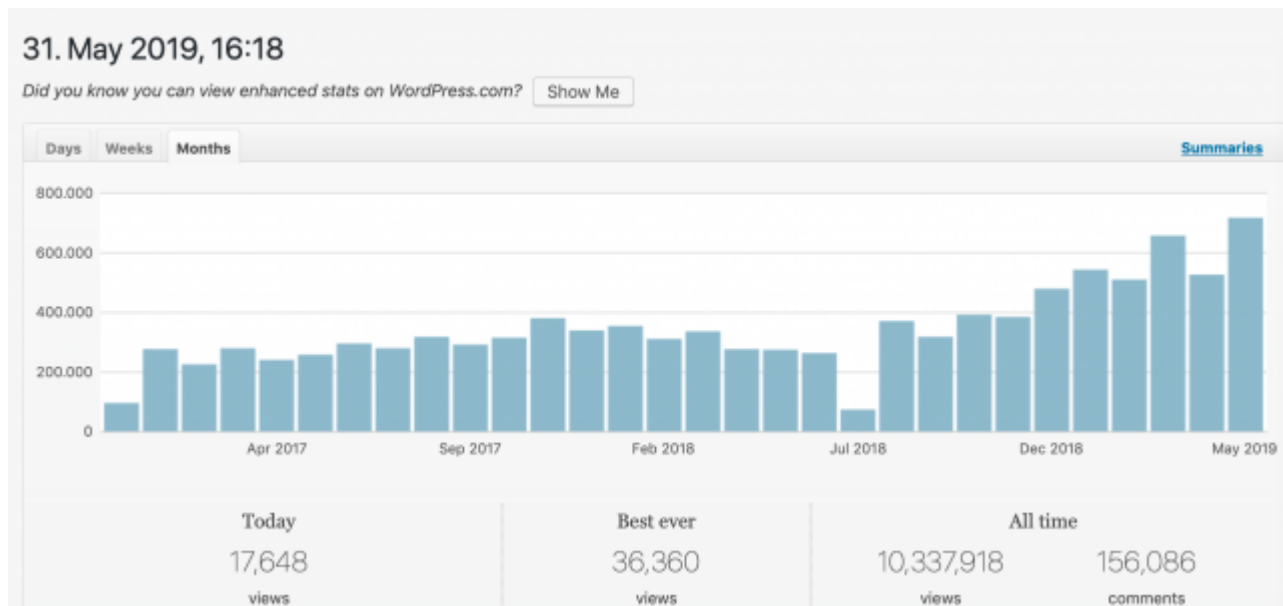 31. May 2019, 16:18
Did you know you can view enhanced stats on WordPress.com? Show Me
Days Weeks Months Summaries
800.000
600.000
400.000
200.000
0
Apr 2017 Sep 2017 Feb 2018 Jul 2018 Dec 2018 May 2019
Today Best ever All time
17,648 36,360 10,337,918 156,086
views views views comments